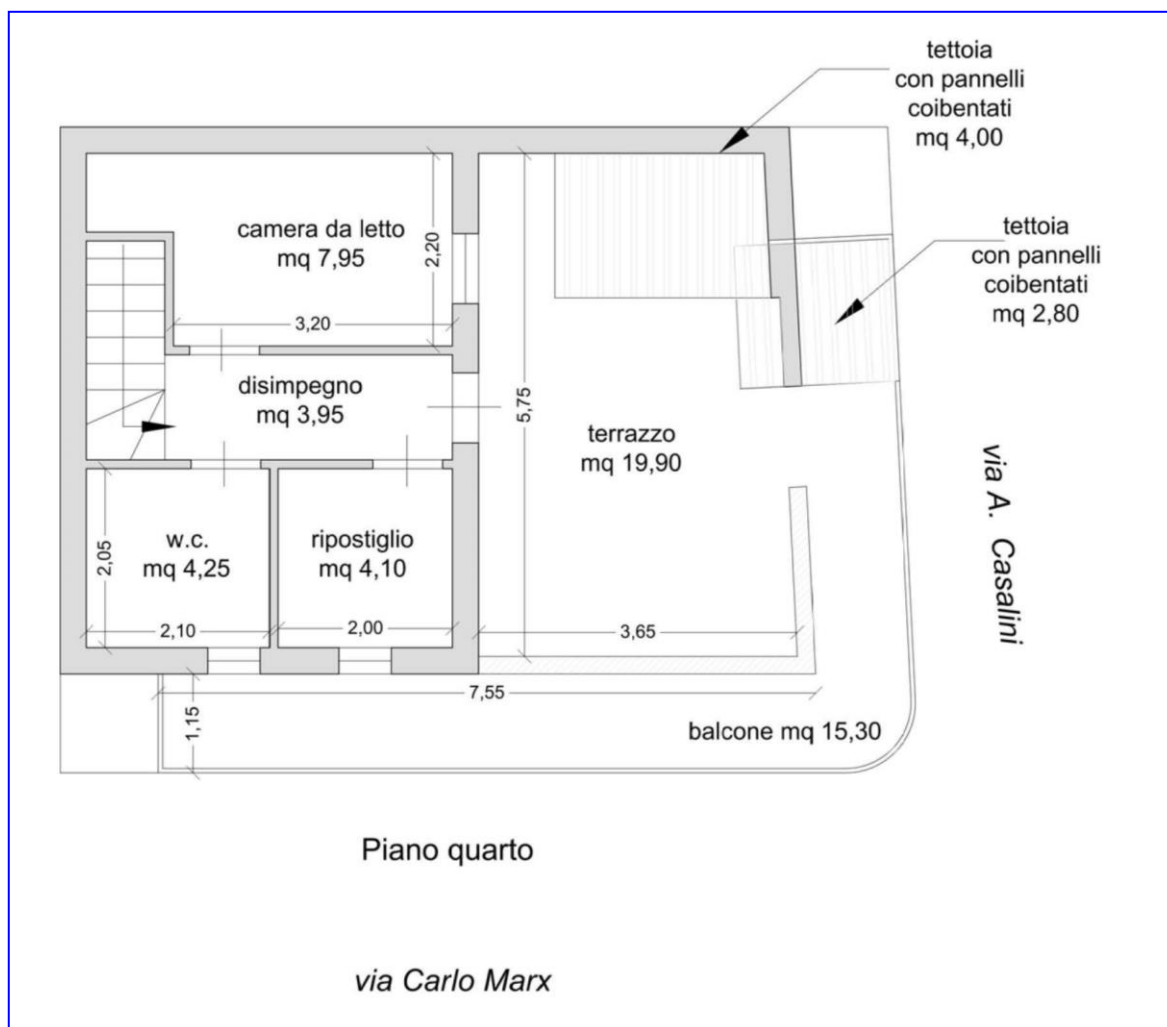 tettoia
con pannelli
coibentati
mq 4,00
tettoia
con pannelli
coibentati
mq 2,80
camera da letto
mq 7,95
2,20
3,20
disimpegno
mq 3,95
5,75
terrazzo
mq 19,90
via A. Casalini
w.c.
mq 4,25
2,05
2,10
ripostiglio
mq 4,10
2,00
3,65
7,55
1,15
balcone mq 15,30
Piano quarto
via Carlo Marx